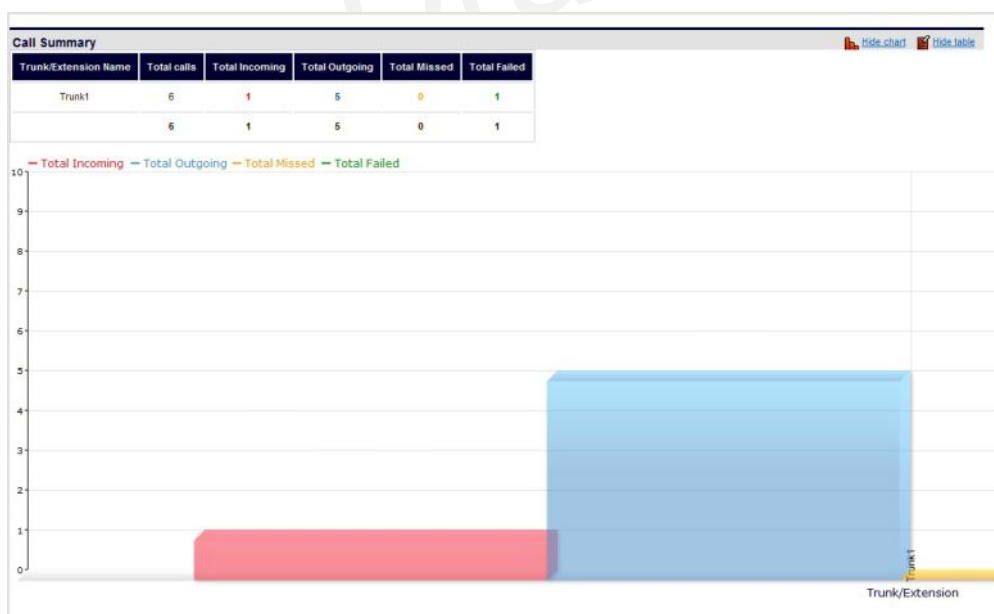 Call Summary Hide chart Hide table
Trunk/Extension Name Total calls Total Incoming Total Outgoing Total Missed Total Failed
Trunk1 6 1 5 0 1
6 1 5 0 1
Total Incoming Total Outgoing Total Missed Total Failed
10
9
8
7
6
5
4
3
2
1
0
Trunk1
Trunk/Extension